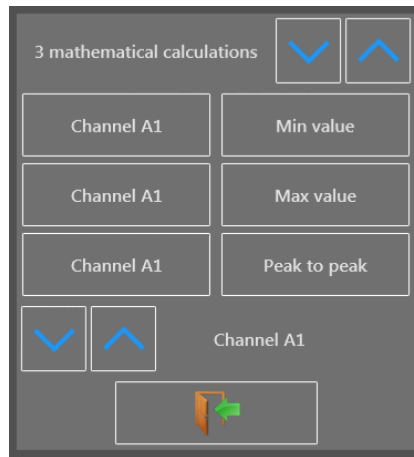 3 mathematical calculations
Channel A1 Min value
Channel A1 Max value
Channel A1 Peak to peak
Channel A1